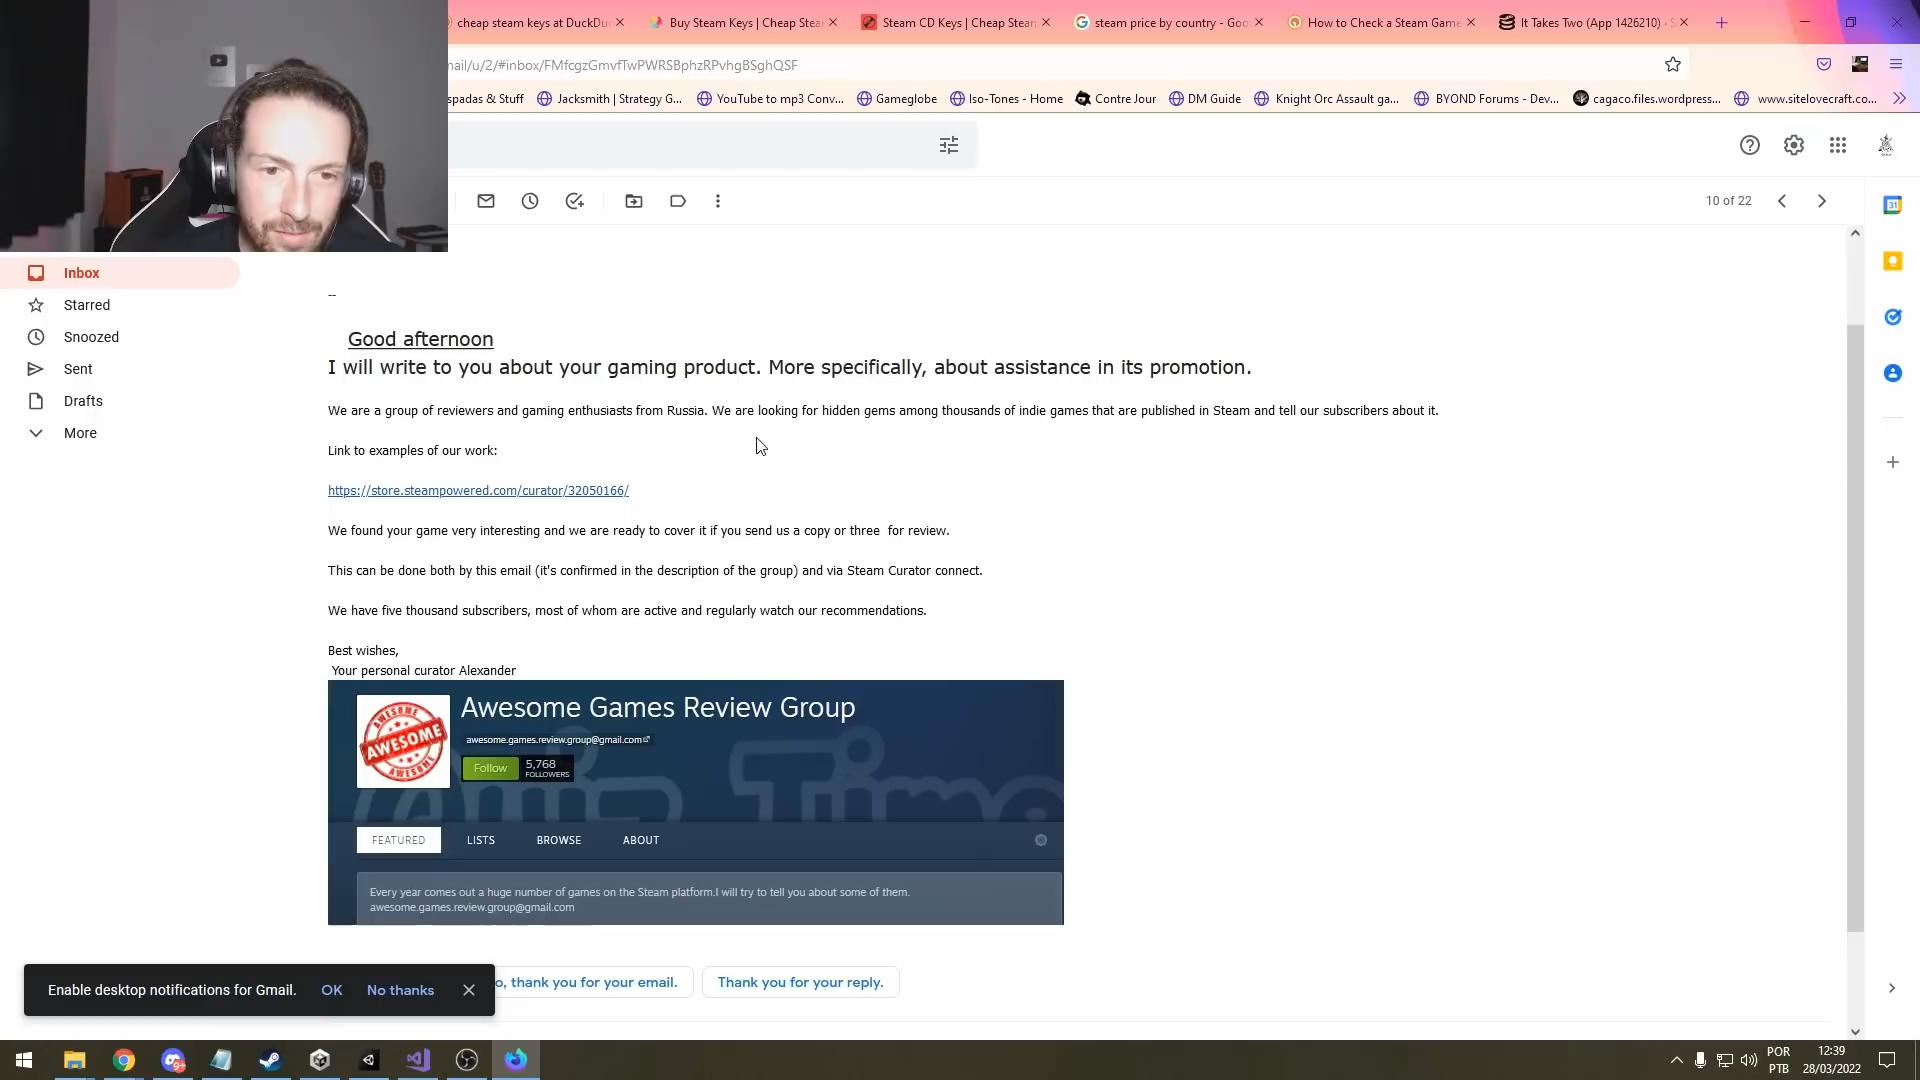 cheap steam keys at DuckDu
Buy Steam Keys | Cheap Stea
Steam CD Keys | Cheap Stean
steam price by country - Goo
How to Check a Steam Game
It Takes Two (App 1426210) · S
nail/u/2/#inbox/FMfcgzGmvfTwPWRSBphzRPvhgBSghQSF
spadas & Stuff
Jacksmith | Strategy G...
YouTube to mp3 Conv...
Gameglobe
Iso-Tones - Home
Contre Jour
DM Guide
Knight Orc Assault ga...
BYOND Forums - Dev...
cagaco.files.wordpress...
www.sitelovecraft.co...
10 of 22
31
Inbox
Starred
Snoozed
Sent
Drafts
More
--
Good afternoon
I will write to you about your gaming product. More specifically, about assistance in its promotion.
We are a group of reviewers and gaming enthusiasts from Russia. We are looking for hidden gems among thousands of indie games that are published in Steam and tell our subscribers about it.
Link to examples of our work:
https://store.steampowered.com/curator/32050166/
We found your game very interesting and we are ready to cover it if you send us a copy or three  for review.
This can be done both by this email (it's confirmed in the description of the group) and via Steam Curator connect.
We have five thousand subscribers, most of whom are active and regularly watch our recommendations.
Best wishes,
Your personal curator Alexander
AWESOME
AWESOME
AWESOME
Awesome Games Review Group
awesome.games.review.group@gmail.com
Follow
5,768
FOLLOWERS
FEATURED
LISTS
BROWSE
ABOUT
Every year comes out a huge number of games on the Steam platform.I will try to tell you about some of them.
awesome.games.review.group@gmail.com
Enable desktop notifications for Gmail.
OK
No thanks
o, thank you for your email.
Thank you for your reply.
9+
POR
PTB
12:39
28/03/2022